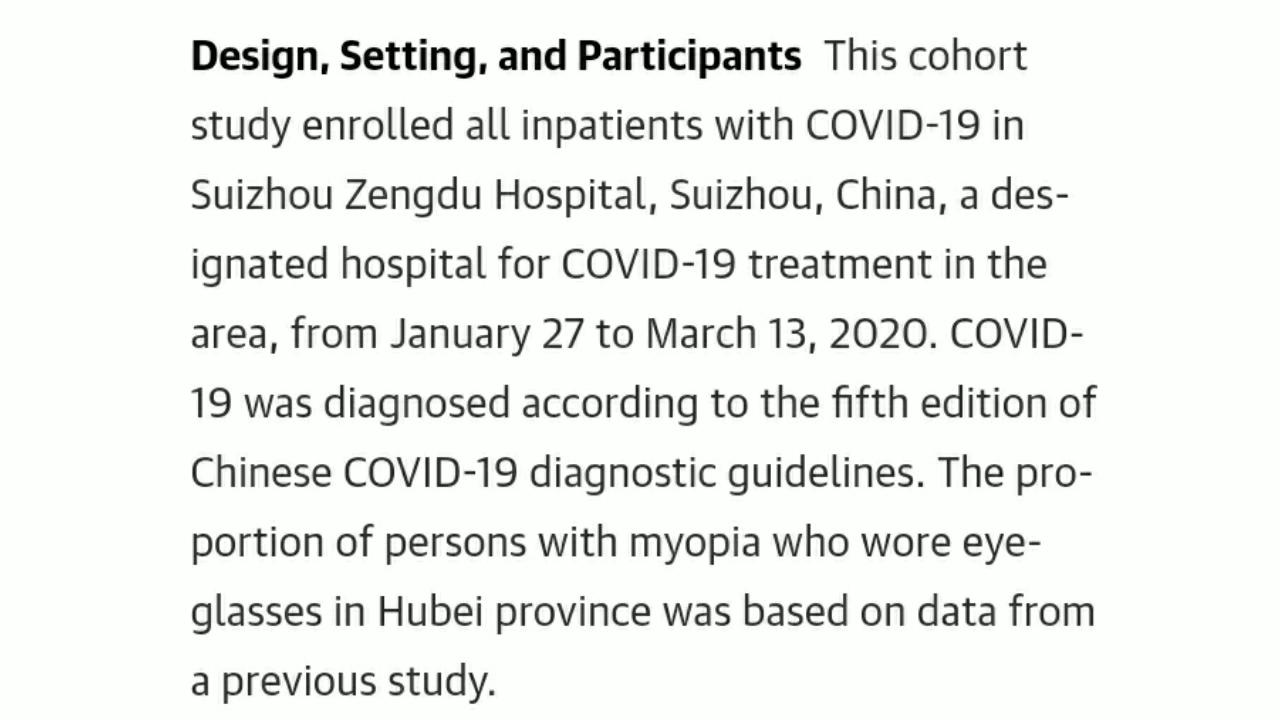 Design, Setting, and Participants This cohort
study enrolled all inpatients with COVID-19 in
Suizhou Zengdu Hospital, Suizhou, China, a des-
ignated hospital for COVID-19 treatment in the
area, from January 27 to March 13, 2020. COVID-
19 was diagnosed according to the fifth edition of
Chinese COVID-19 diagnostic guidelines. The pro-
portion of persons with myopia who wore eye-
glasses in Hubei province was based on data from
a previous study.